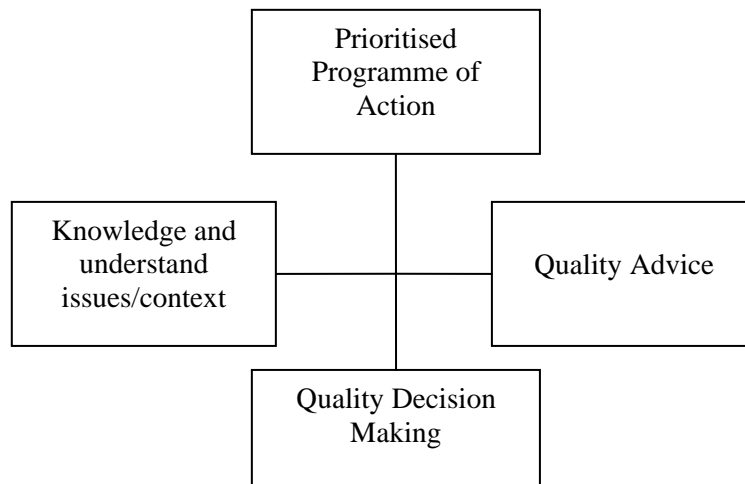 Prioritised
Programme of
Action
Knowledge and
understand
issues/context
Quality Advice
Quality Decision
Making